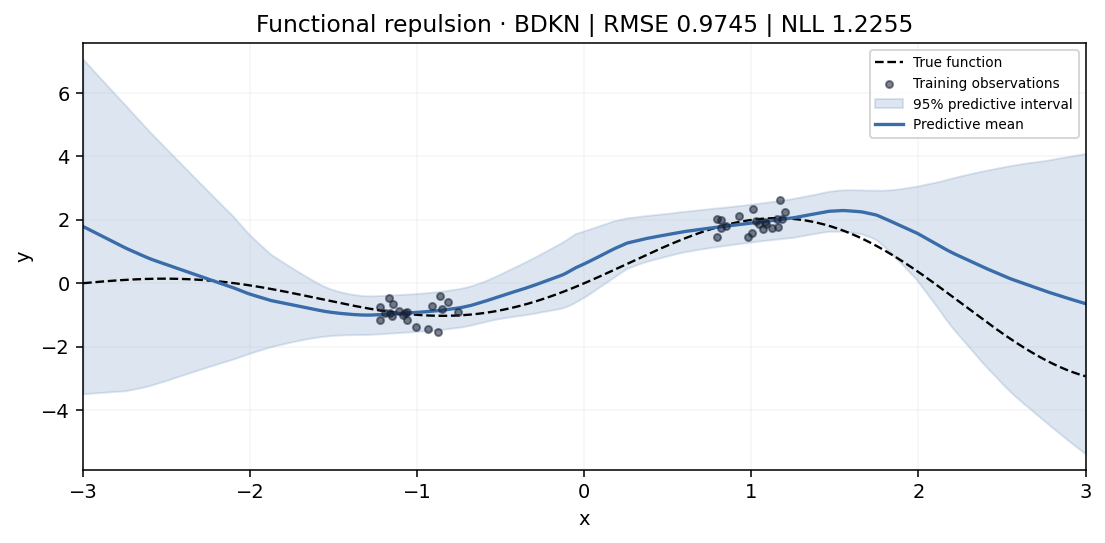 Functional repulsion · BDKN | RMSE 0.9745 | NLL 1.2255
True function
Training observations
95% predictive interval
Predictive mean
y
6
4
2
0
−2
−4
−3
−2
−1
0
1
2
3
x